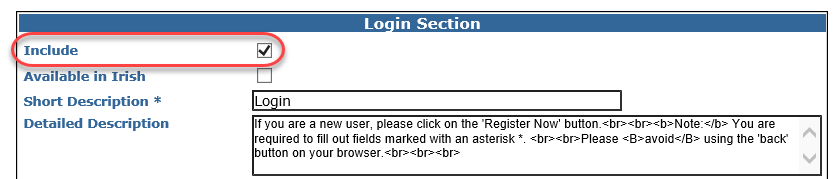 Login Section
Include
Available in Irish
Short Description *
Login
Detailed Description
If you are a new user, please click on the 'Register Now' button.<br><br><b>Note:</b> You are
required to fill out fields marked with an asterisk *. <br><br>Please <B>avoid</B> using the 'back'
button on your browser.<br><br><br>